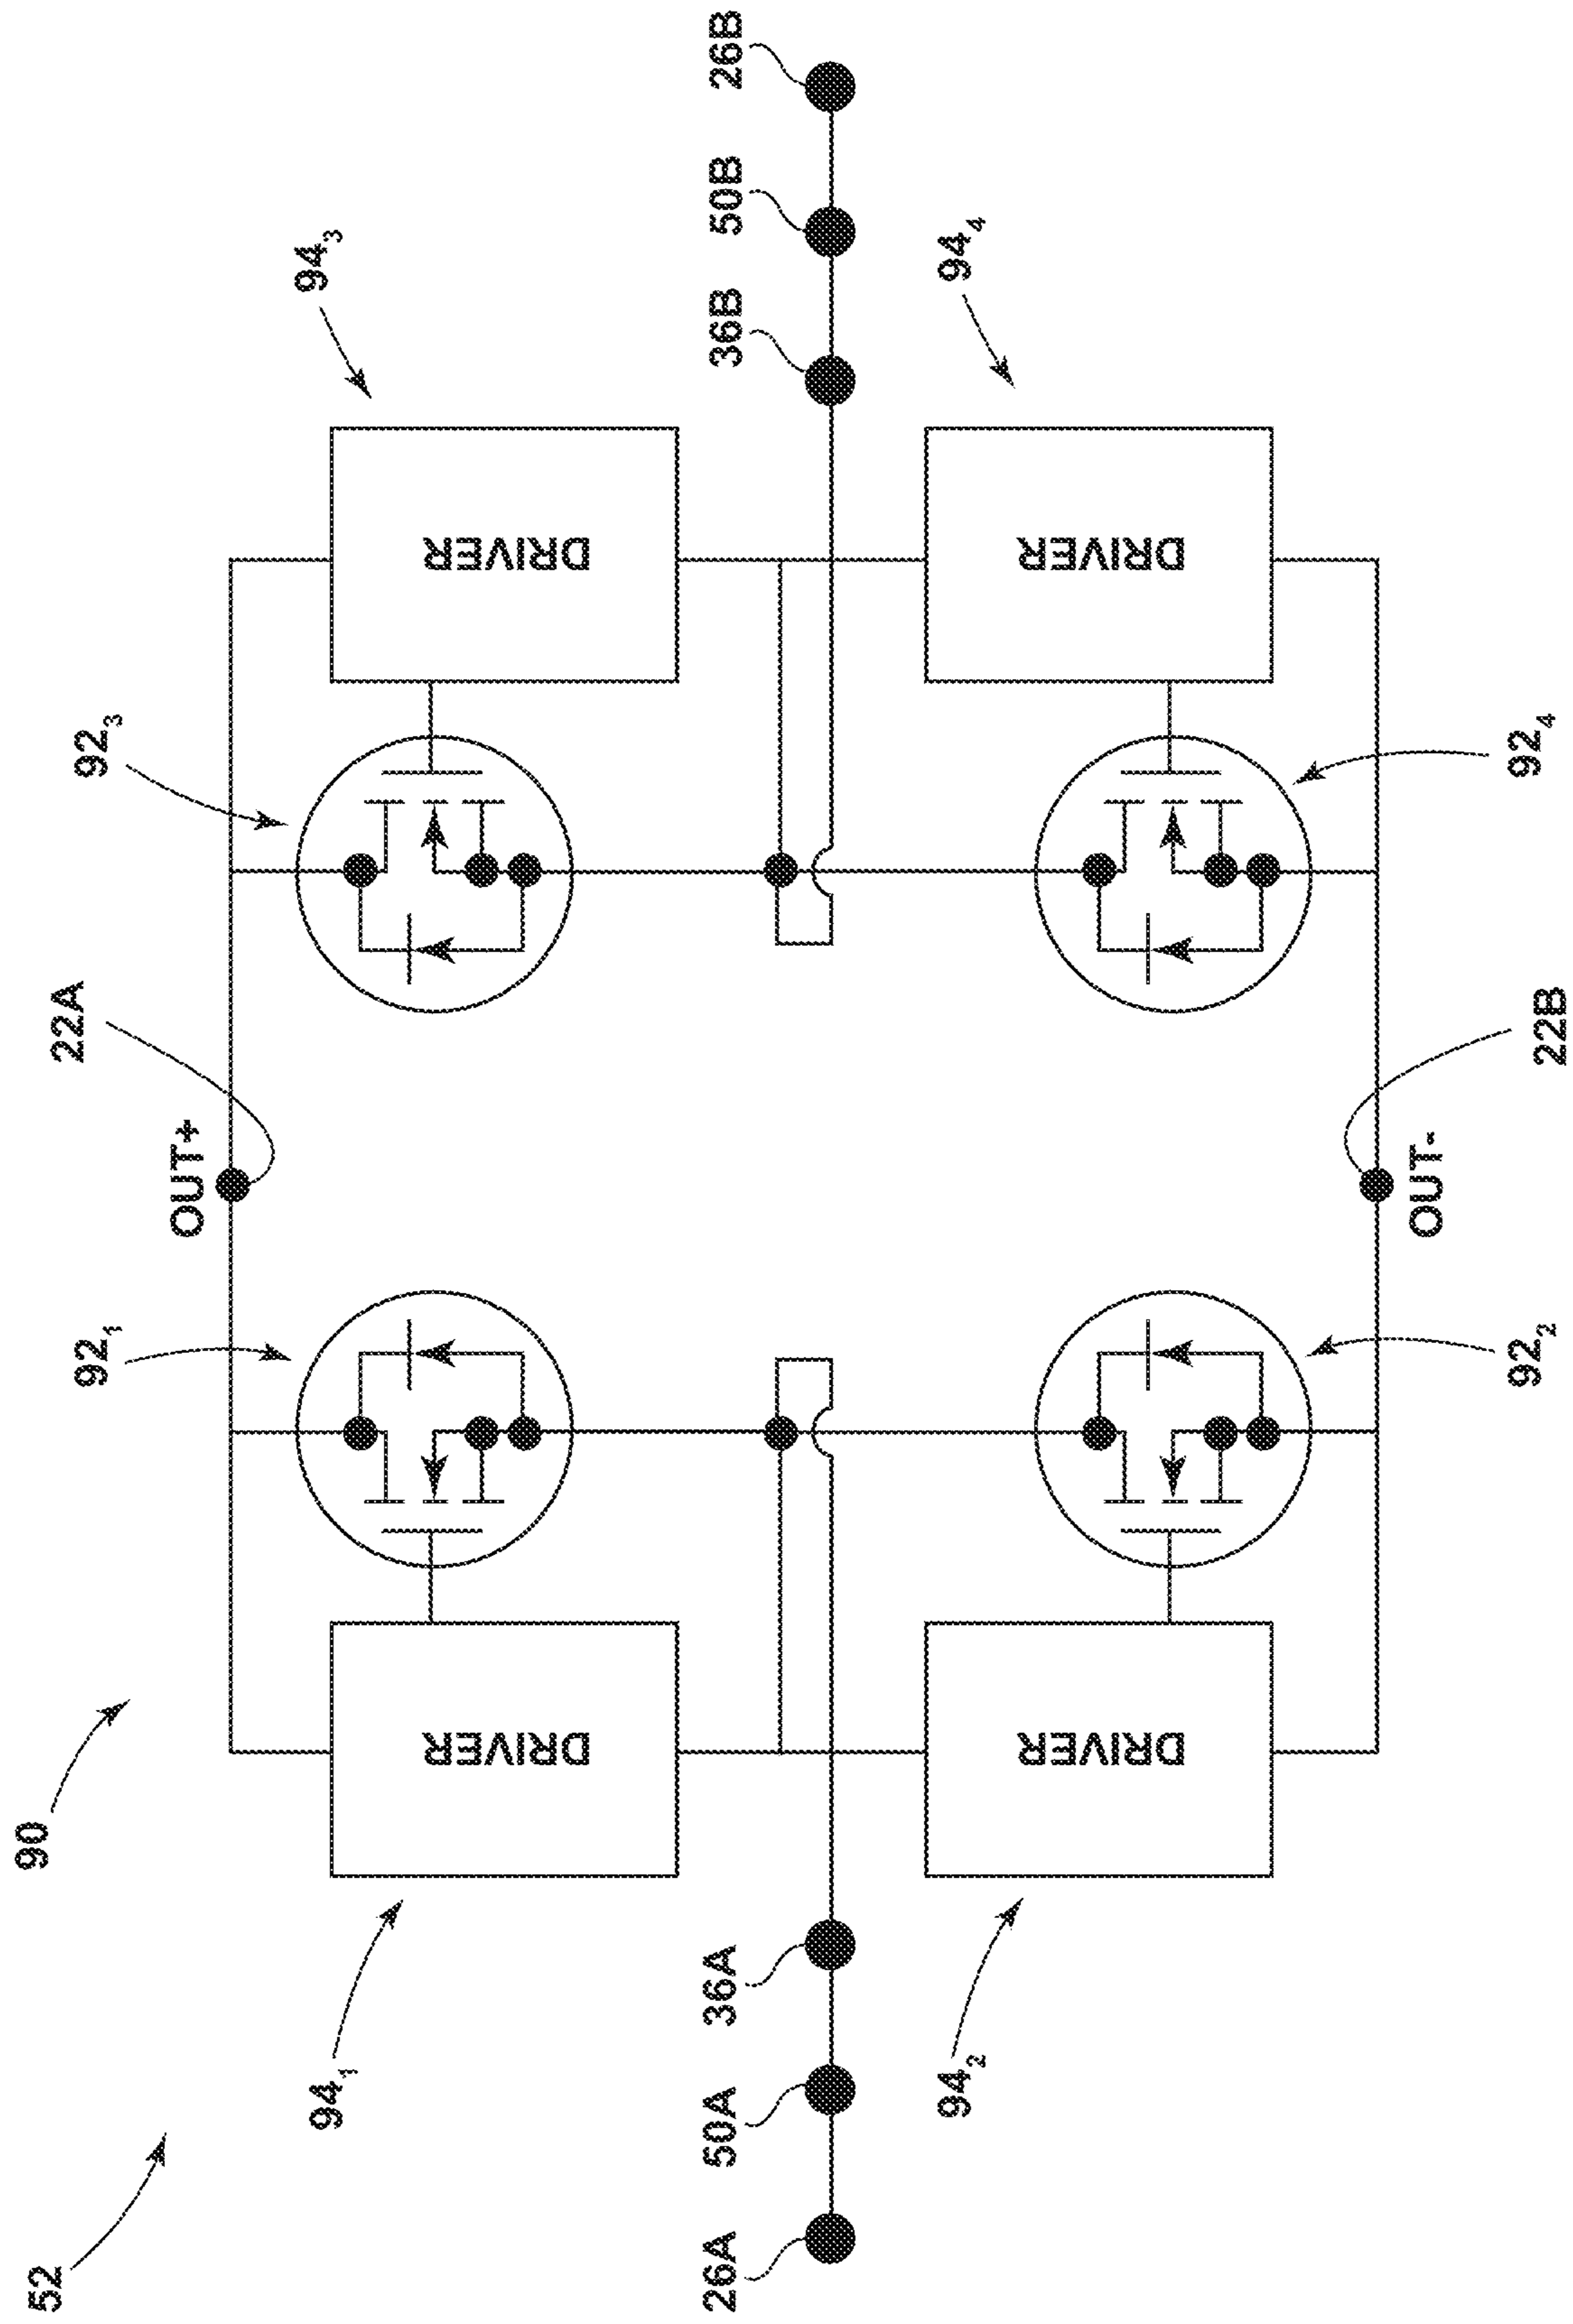 52
90
94₁
92₁
OUT+
22A
92₃
94₃
DRIVER
DRIVER
26A
50A
36A
36B
50B
26B
DRIVER
DRIVER
94₂
92₂
OUT-
22B
92₄
94₄